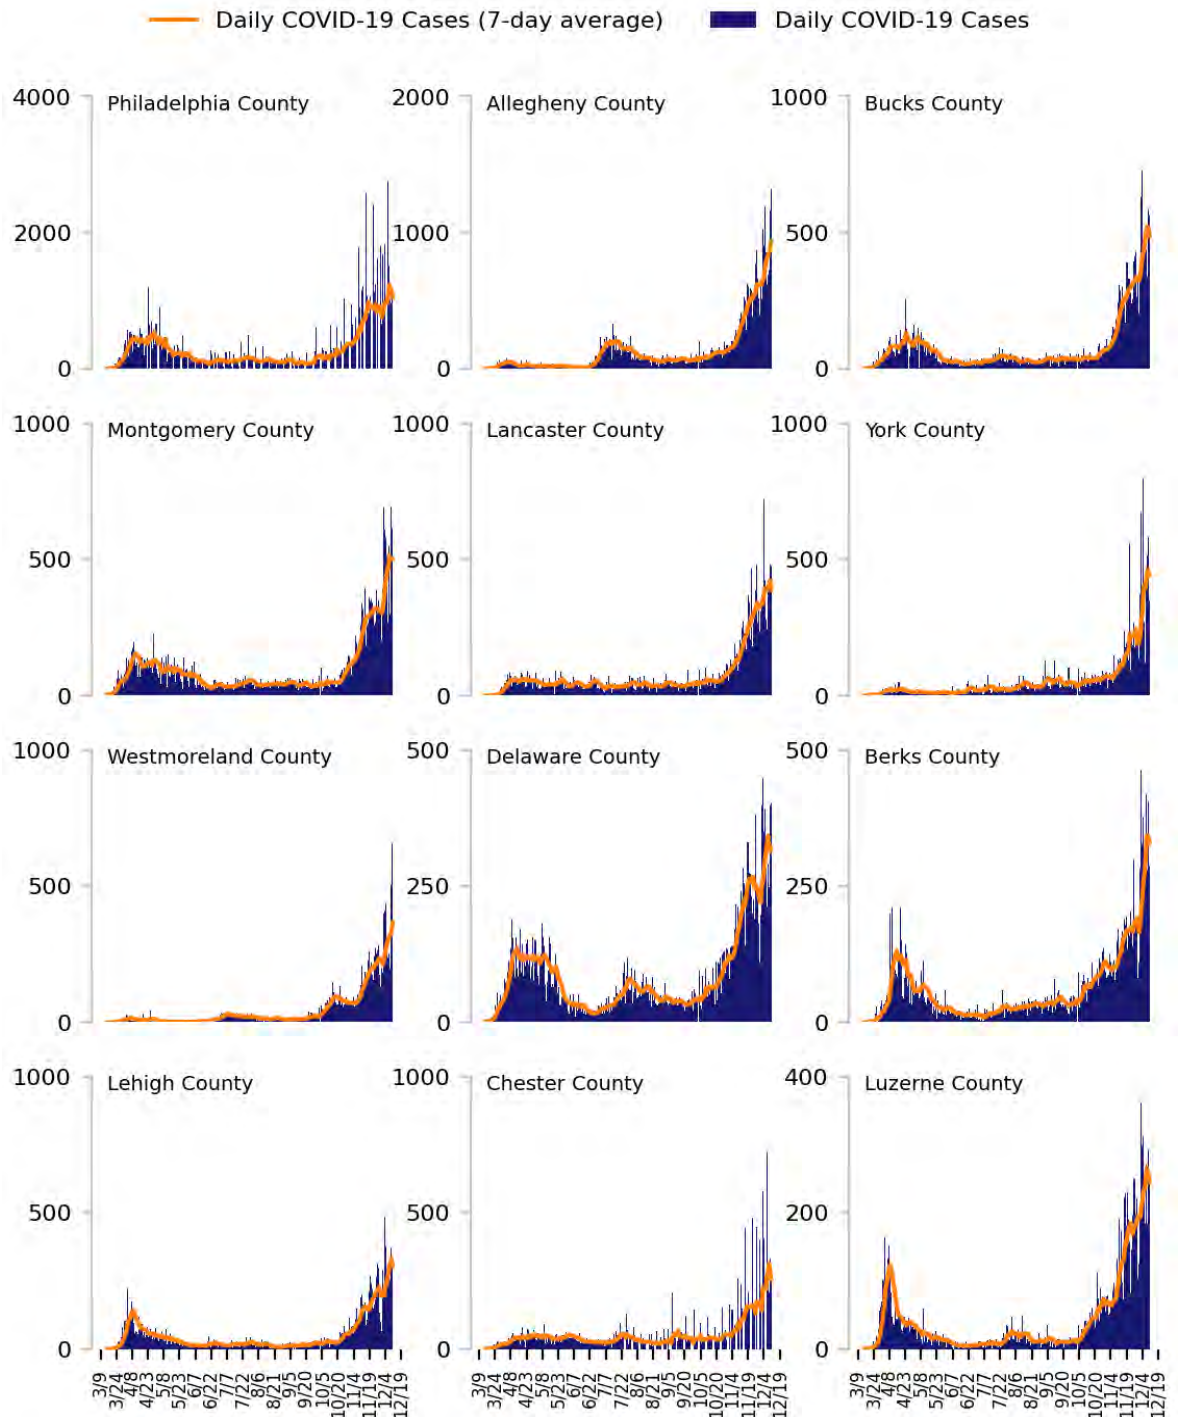 Daily COVID-19 Cases (7-day average) Daily COVID-19 Cases
4000 Philadelphia County 2000 Allegheny County 1000 Bucks County
2000 1000 500
0 0 0
1000 Montgomery County 1000 Lancaster County 1000 York County
500 500 500
0 0 0
1000 Westmoreland County 500 Delaware County 500 Berks County
500 250 250
0 0 0
1000 Lehigh County 1000 Chester County 400 Luzerne County
500 500 200
0 0 0
3/9 3/24 4/8 4/23 5/8 5/23 6/7 6/22 7/7 7/22 8/6 8/21 9/5 9/20 10/5 10/20 11/4 11/19 12/4 12/19 3/9 3/24 4/8 4/23 5/8 5/23 6/7 6/22 7/7 7/22 8/6 8/21 9/5 9/20 10/5 10/20 11/4 11/19 12/4 12/19 3/9 3/24 4/8 4/23 5/8 5/23 6/7 6/22 7/7 7/22 8/6 8/21 9/5 9/20 10/5 10/20 11/4 11/19 12/4 12/19